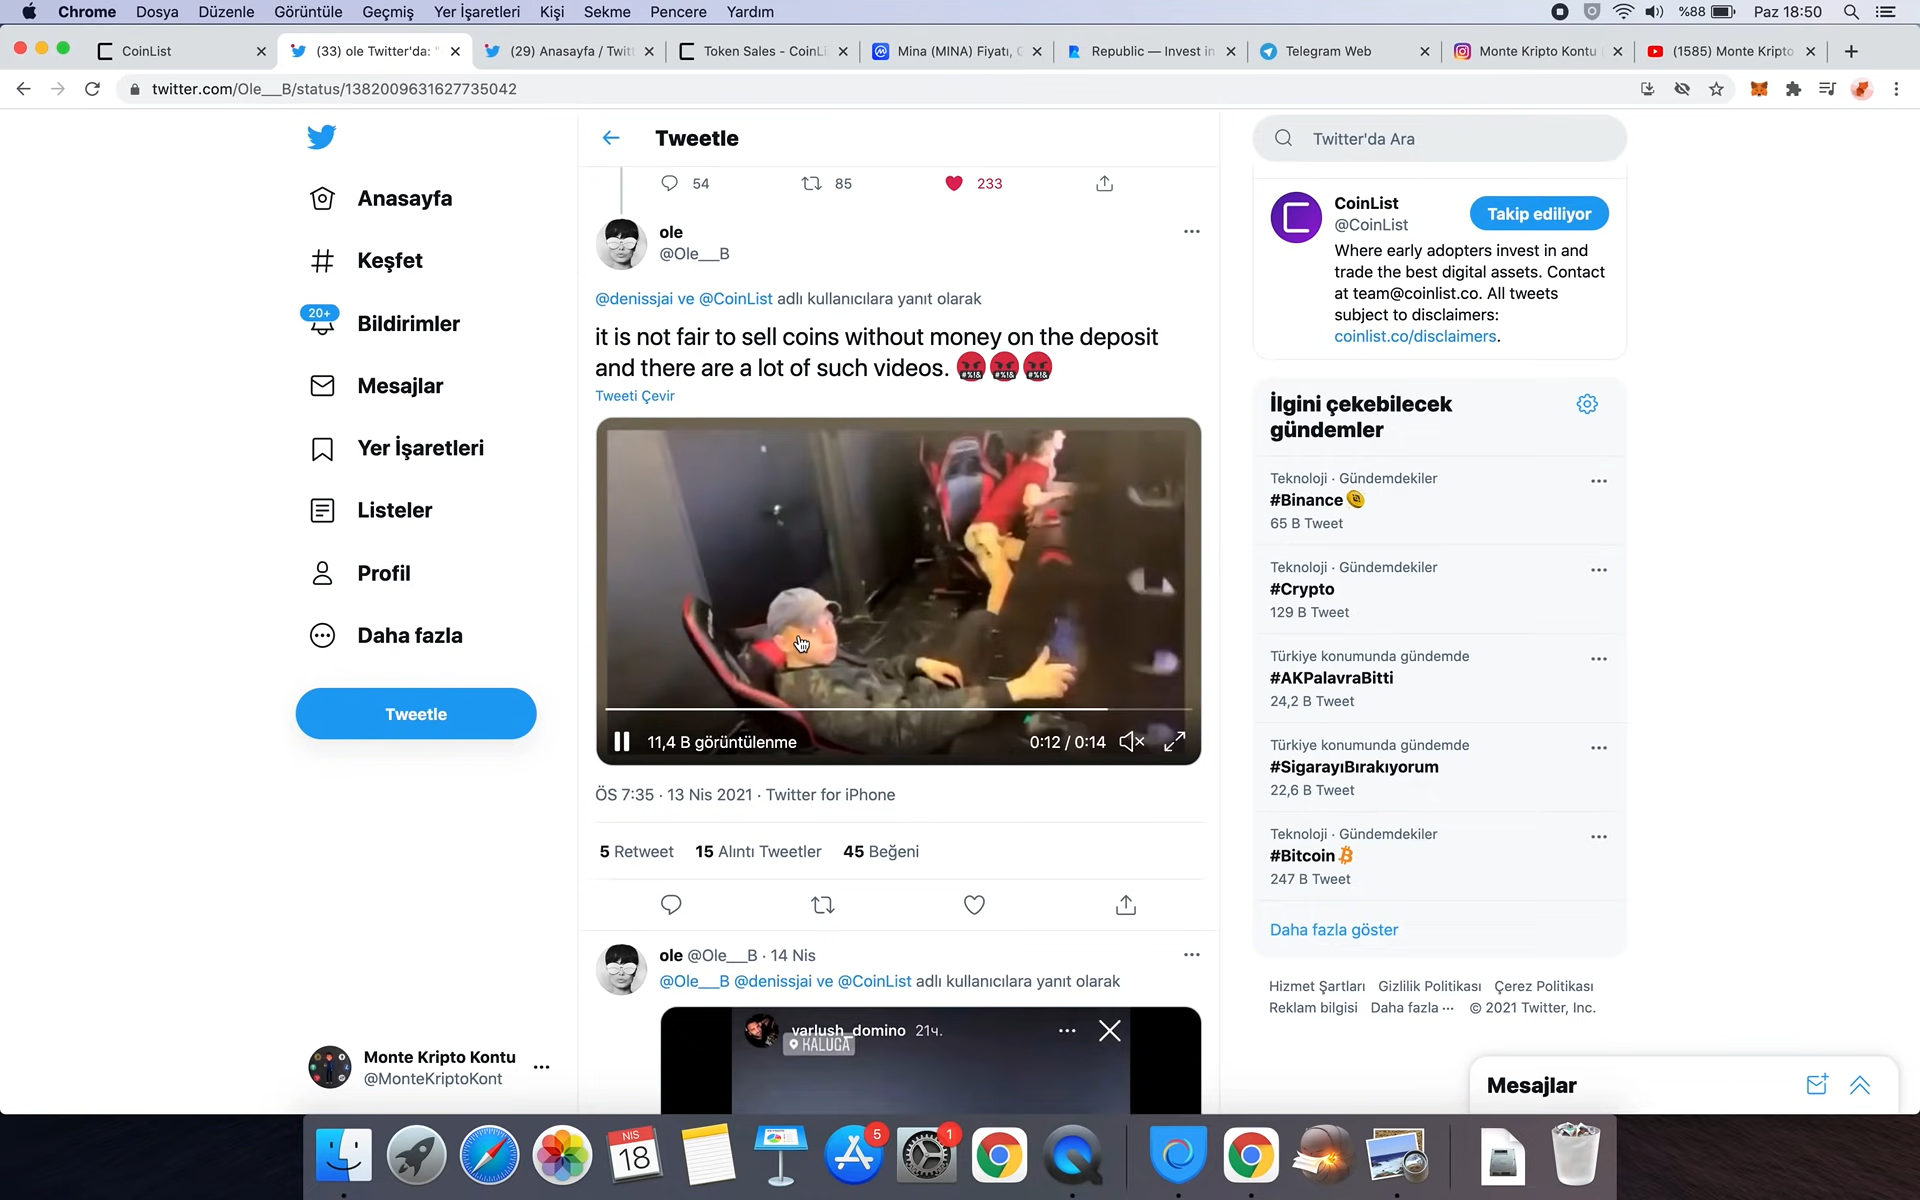 Chrome Dosya Düzenle Görüntüle Geçmiş Yer İşaretleri Kişi Sekme Pencere Yardım %88 Paz 18:50
CoinList (33) ole Twitter'da: " (29) Anasayfa / Twitt Token Sales - CoinLi Mina (MINA) Fiyatı, Republic — Invest in Telegram Web Monte Kripto Kontu (1585) Monte Kripto
twitter.com/Ole___B/status/1382009631627735042
Anasayfa
Keşfet
20+
Bildirimler
Mesajlar
Yer İşaretleri
Listeler
Profil
Daha fazla
Tweetle
Monte Kripto Kontu
@MonteKriptoKont
Tweetle
54 85 233
ole
@Ole___B
@denissjai ve @CoinList adlı kullanıcılara yanıt olarak
it is not fair to sell coins without money on the deposit
and there are a lot of such videos.
Tweeti Çevir
11,4 B görüntülenme 0:12 / 0:14
ÖS 7:35 · 13 Nis 2021 · Twitter for iPhone
5 Retweet 15 Alıntı Tweetler 45 Beğeni
ole @Ole___B · 14 Nis
@Ole___B @denissjai ve @CoinList adlı kullanıcılara yanıt olarak
varlush_domino 21ч.
KALUGA
Twitter'da Ara
CoinList
@CoinList
Takip ediliyor
Where early adopters invest in and
trade the best digital assets. Contact
at team@coinlist.co. All tweets
subject to disclaimers:
coinlist.co/disclaimers.
İlgini çekebilecek
gündemler
Teknoloji · Gündemdekiler
#Binance
65 B Tweet
Teknoloji · Gündemdekiler
#Crypto
129 B Tweet
Türkiye konumunda gündemde
#AKPalavraBitti
24,2 B Tweet
Türkiye konumunda gündemde
#SigarayıBırakıyorum
22,6 B Tweet
Teknoloji · Gündemdekiler
#Bitcoin
247 B Tweet
Daha fazla göster
Hizmet Şartları Gizlilik Politikası Çerez Politikası
Reklam bilgisi Daha fazla ··· © 2021 Twitter, Inc.
Mesajlar
NİS
18
5
1